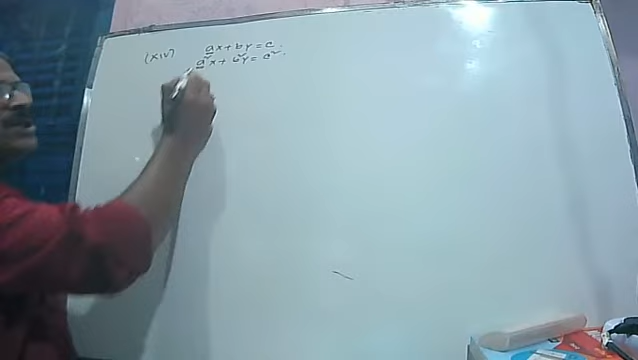 (xiv) ax + by = c.
a²x + b²y = c².